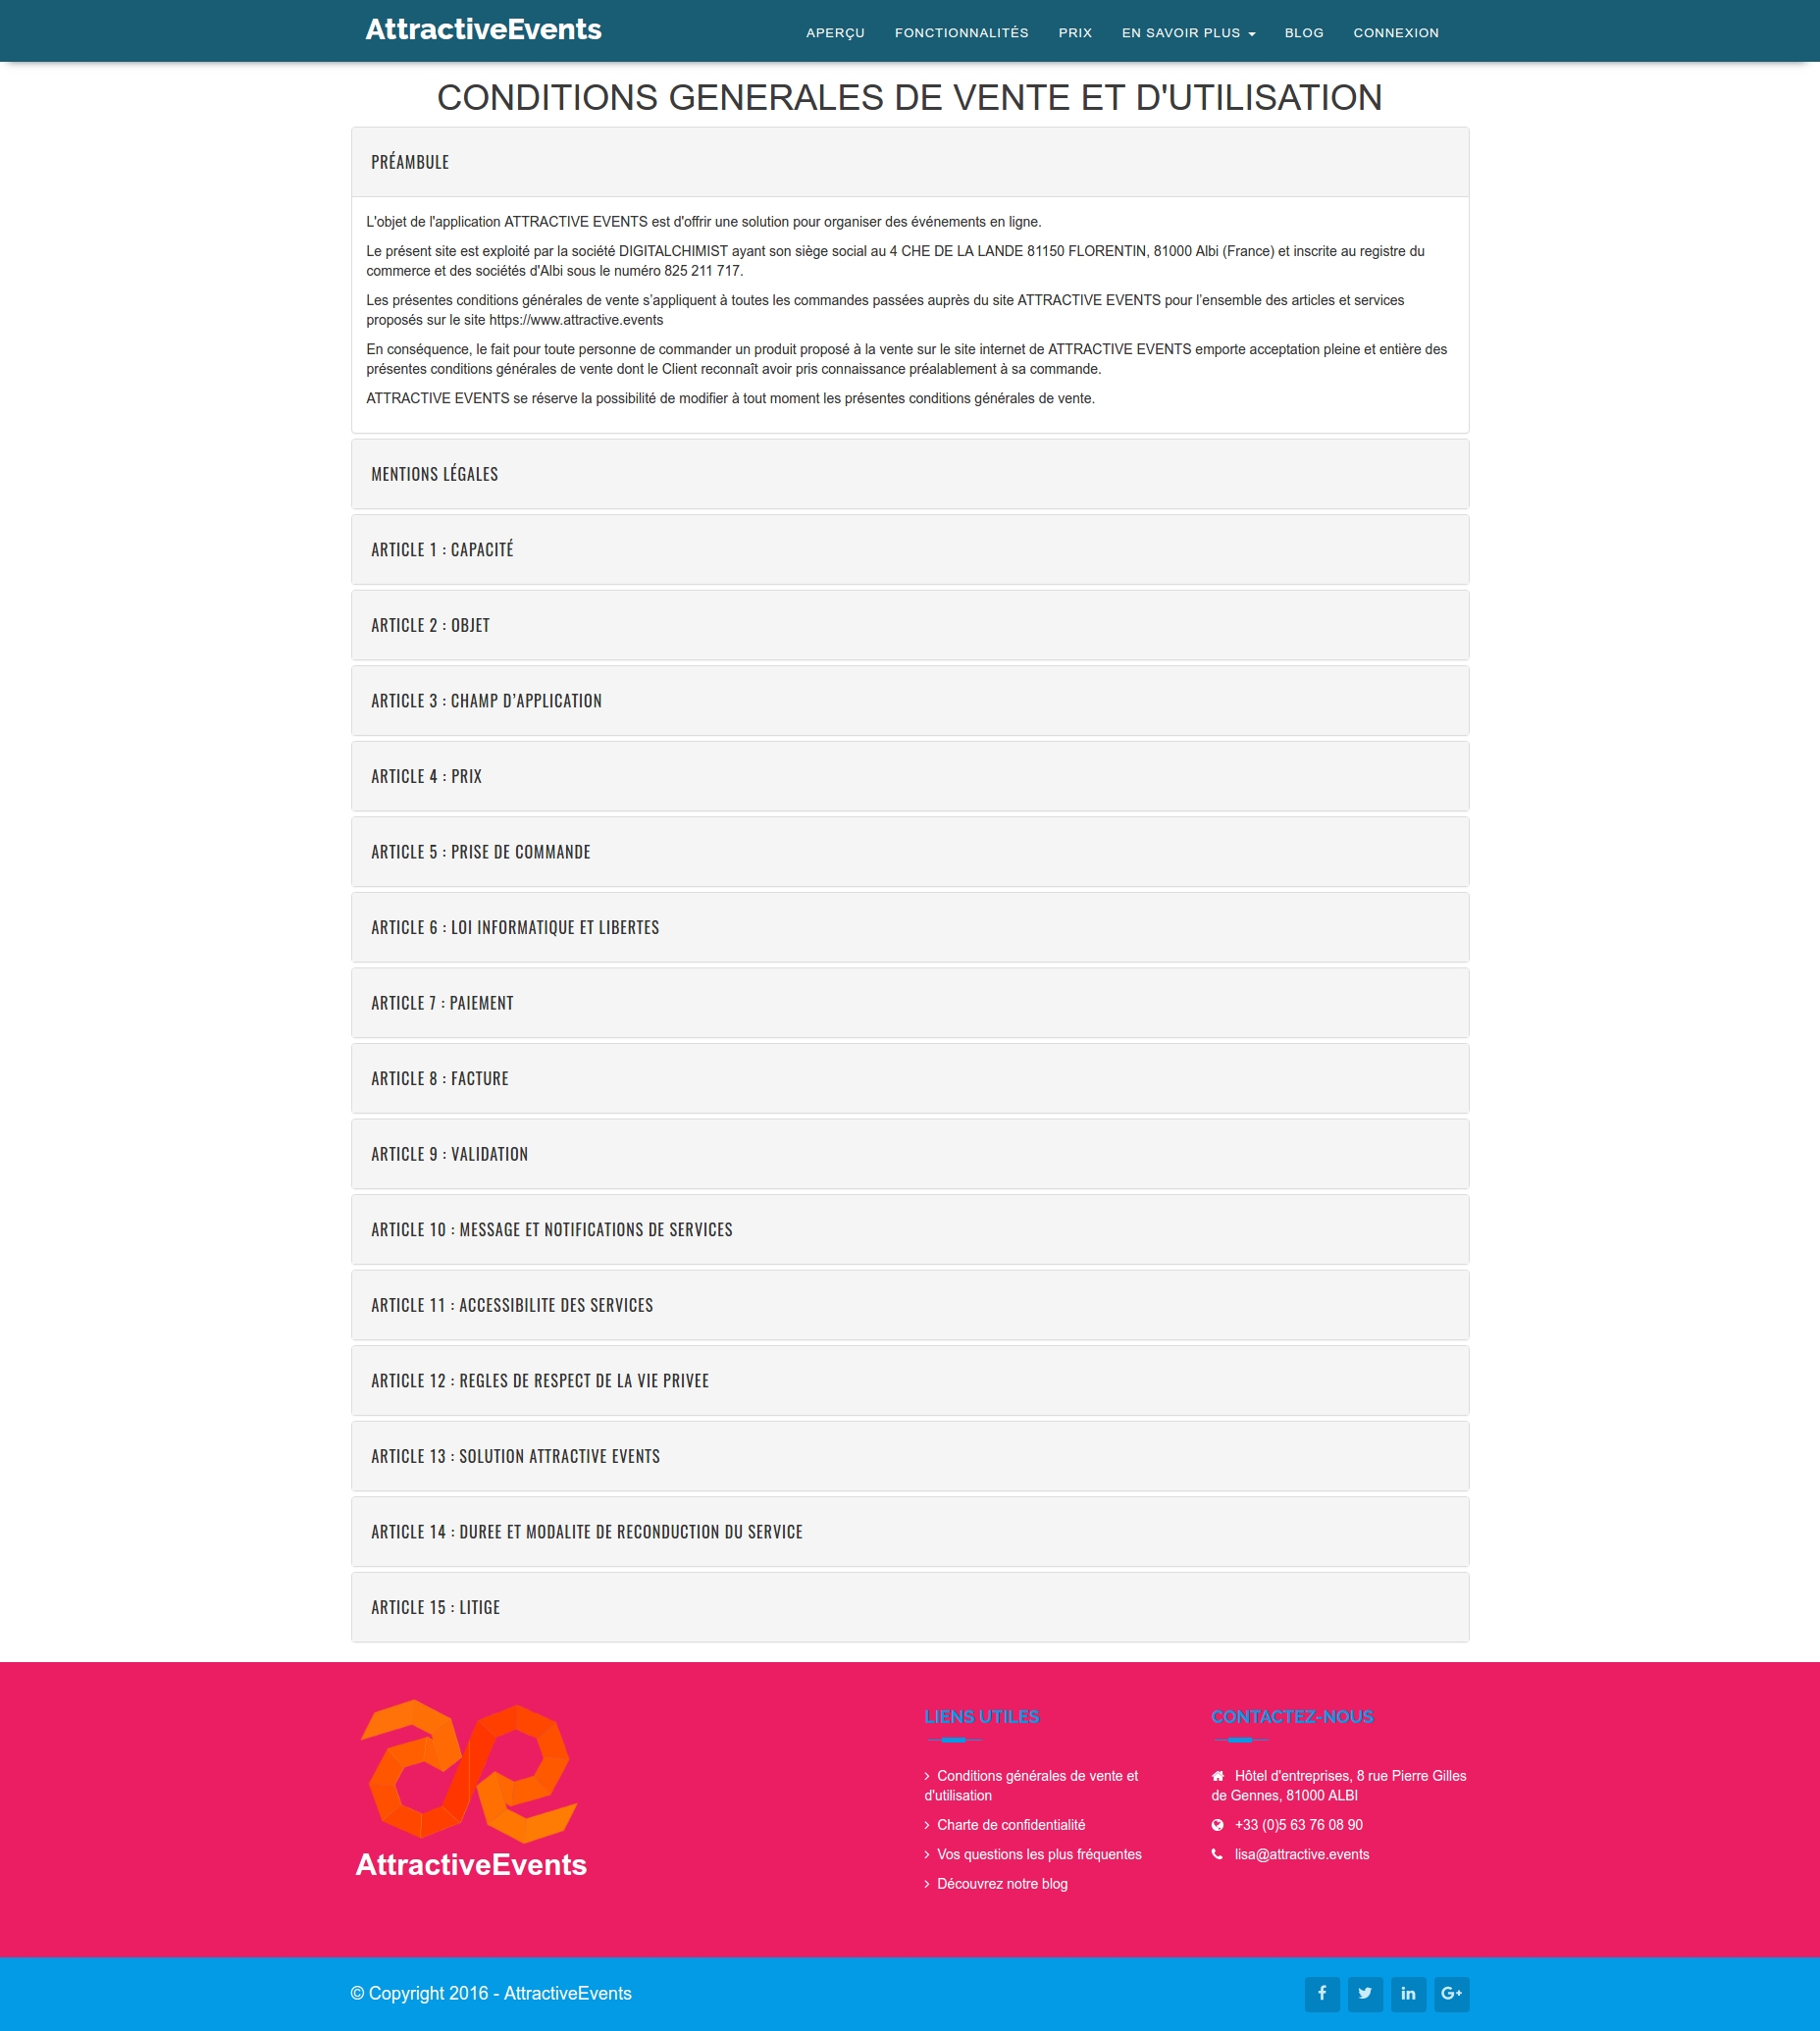 AttractiveEvents
APERÇU FONCTIONNALITÉS PRIX EN SAVOIR PLUS BLOG CONNEXION
CONDITIONS GENERALES DE VENTE ET D'UTILISATION
PRÉAMBULE
L'objet de l'application ATTRACTIVE EVENTS est d'offrir une solution pour organiser des événements en ligne.
Le présent site est exploité par la société DIGITALCHIMIST ayant son siège social au 4 CHE DE LA LANDE 81150 FLORENTIN, 81000 Albi (France) et inscrite au registre du
commerce et des sociétés d'Albi sous le numéro 825 211 717.
Les présentes conditions générales de vente s’appliquent à toutes les commandes passées auprès du site ATTRACTIVE EVENTS pour l’ensemble des articles et services
proposés sur le site https://www.attractive.events
En conséquence, le fait pour toute personne de commander un produit proposé à la vente sur le site internet de ATTRACTIVE EVENTS emporte acceptation pleine et entière des
présentes conditions générales de vente dont le Client reconnaît avoir pris connaissance préalablement à sa commande.
ATTRACTIVE EVENTS se réserve la possibilité de modifier à tout moment les présentes conditions générales de vente.
MENTIONS LÉGALES
ARTICLE 1 : CAPACITÉ
ARTICLE 2 : OBJET
ARTICLE 3 : CHAMP D’APPLICATION
ARTICLE 4 : PRIX
ARTICLE 5 : PRISE DE COMMANDE
ARTICLE 6 : LOI INFORMATIQUE ET LIBERTES
ARTICLE 7 : PAIEMENT
ARTICLE 8 : FACTURE
ARTICLE 9 : VALIDATION
ARTICLE 10 : MESSAGE ET NOTIFICATIONS DE SERVICES
ARTICLE 11 : ACCESSIBILITE DES SERVICES
ARTICLE 12 : REGLES DE RESPECT DE LA VIE PRIVEE
ARTICLE 13 : SOLUTION ATTRACTIVE EVENTS
ARTICLE 14 : DUREE ET MODALITE DE RECONDUCTION DU SERVICE
ARTICLE 15 : LITIGE
AttractiveEvents
LIENS UTILES
Conditions générales de vente et
d'utilisation
Charte de confidentialité
Vos questions les plus fréquentes
Découvrez notre blog
CONTACTEZ-NOUS
Hôtel d'entreprises, 8 rue Pierre Gilles
de Gennes, 81000 ALBI
+33 (0)5 63 76 08 90
lisa@attractive.events
© Copyright 2016 - AttractiveEvents